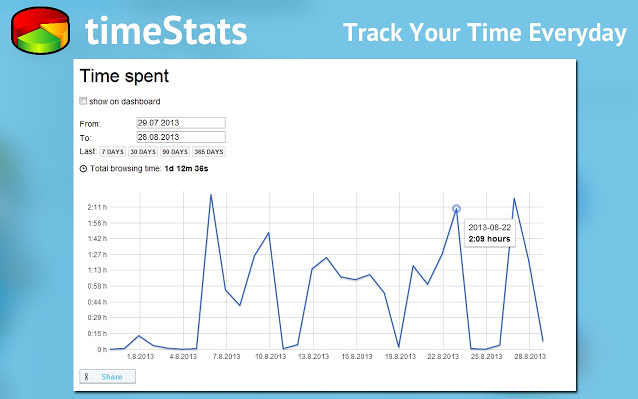 timeStats
Track Your Time Everyday
Time spent
show on dashboard
From: 29.07.2013
To: 28.08.2013
Last: 7 DAYS 30 DAYS 90 DAYS 365 DAYS
Total browsing time: 1d 12m 36s
2:11 h
1:56 h
1:42 h
1:27 h
1:13 h
0:58 h
0:44 h
0:29 h
0:15 h
0 h
2013-08-22
2:09 hours
1.8.2013 4.8.2013 7.8.2013 10.8.2013 13.8.2013 16.8.2013 19.8.2013 22.8.2013 25.8.2013 28.8.2013
Share